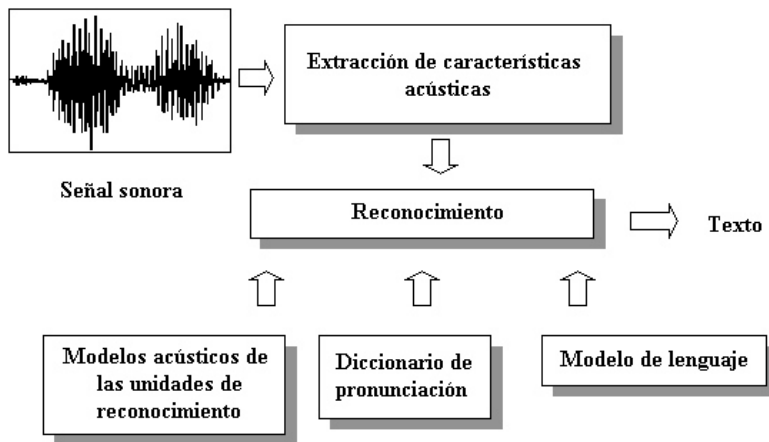 Extracción de características
acústicas
Señal sonora
Reconocimiento
Texto
Modelos acústicos de
las unidades de
reconocimiento
Diccionario de
pronunciación
Modelo de lenguaje